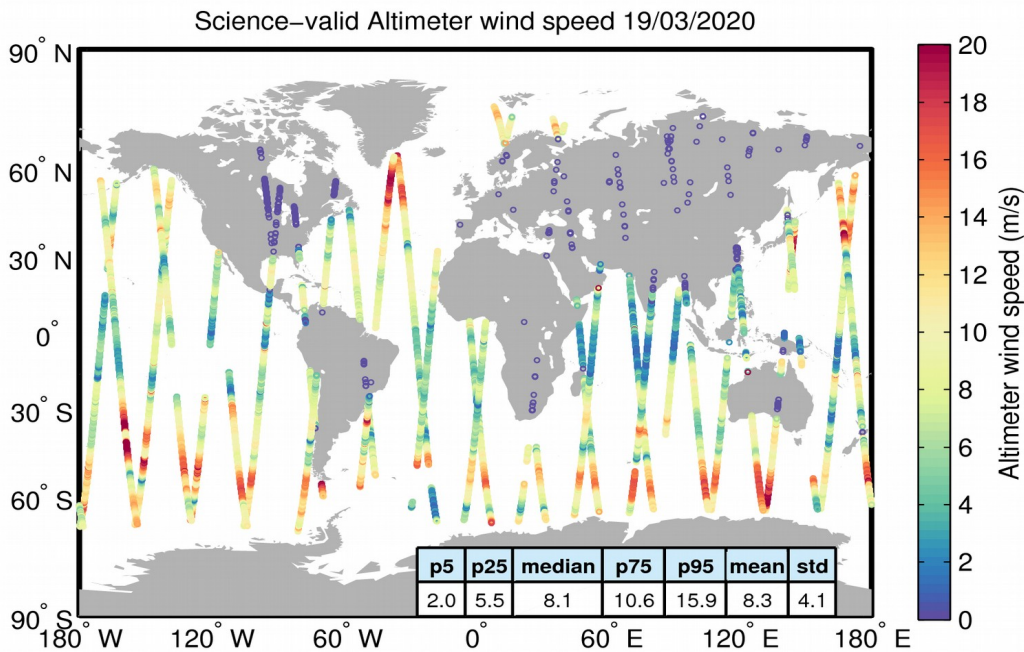 Science−valid Altimeter wind speed 19/03/2020
90° N
60° N
30° N
0°
30° S
60° S
90° S
180° W
120° W
60° W
0°
60° E
120° E
180° E
p5 p25 median p75 p95 mean std
2.0 5.5 8.1 10.6 15.9 8.3 4.1
20
18
16
14
12
10
8
6
4
2
0
Altimeter wind speed (m/s)